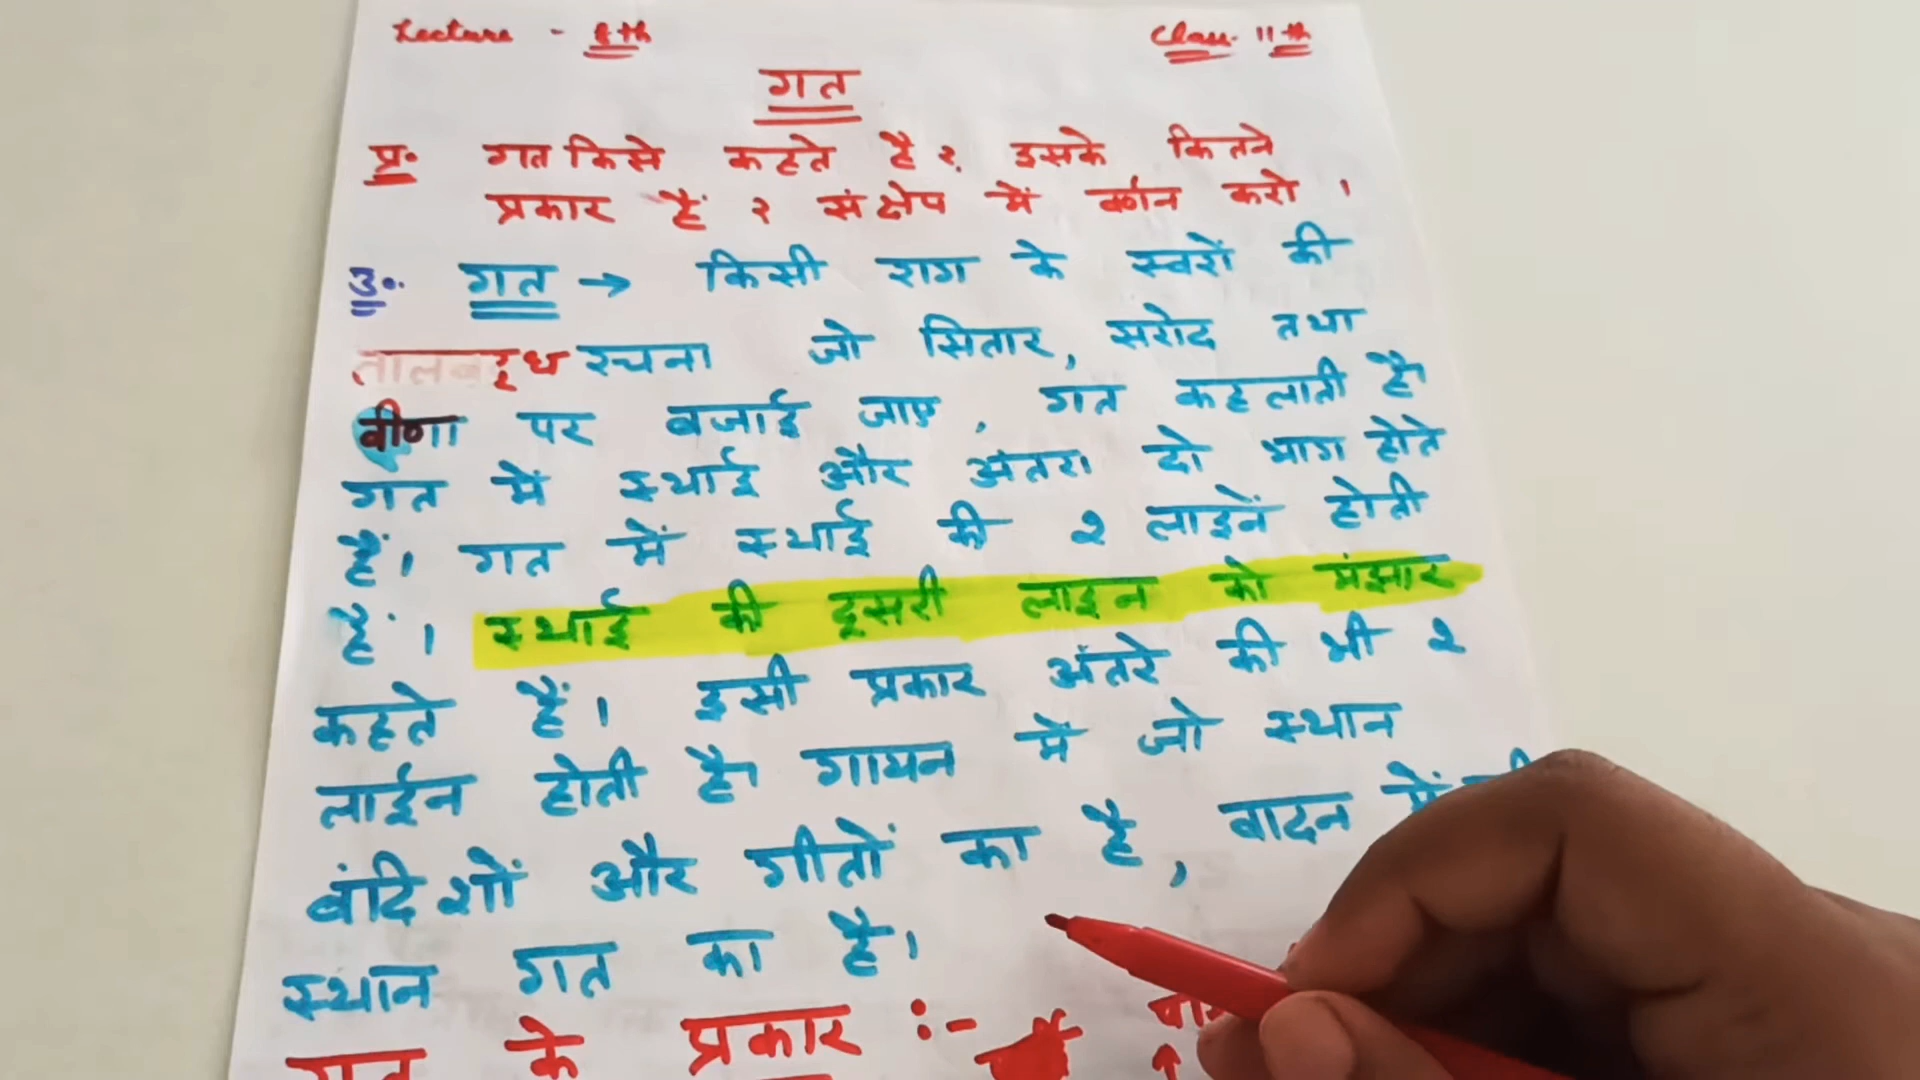 Lecture - 8th Class 11th
गत
प्र. गत किसे कहते है ? इसके कितने
प्रकार हैं ? संक्षेप में वर्णन करो ।
उ. गत → किसी राग के स्वरों की
तालबद्ध रचना जो सितार, सरोद तथा
वीणा पर बजाई जाए, गत कहलाती है।
गत में स्थाई और अंतरा दो भाग होते
हैं। गत में स्थाई की 2 लाइनें होती
हैं। स्थाई की दूसरी लाइन को मंझार
कहते हैं। इसी प्रकार अंतरे की भी 2
लाईन होती है। गायन में जो स्थान
बंदिशों और गीतों का है, वादन में
स्थान गत का है।
गत के प्रकार :-